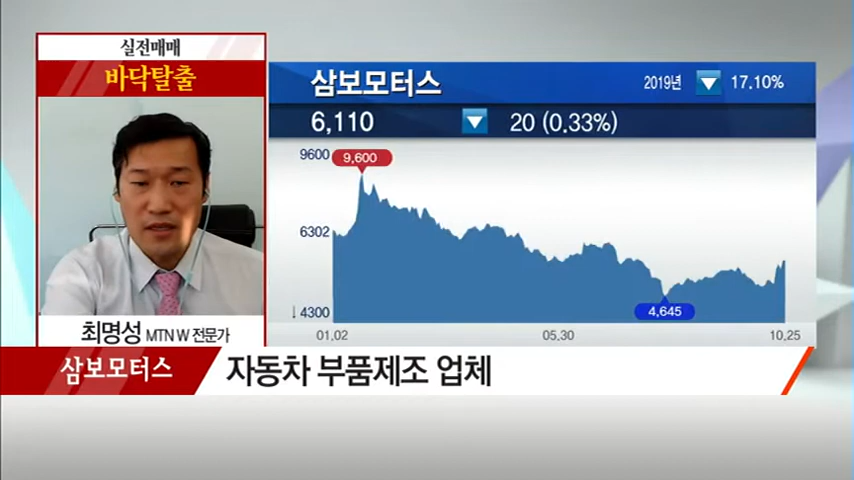 실전매매
바닥탈출
최명성 MTN W 전문가
삼보모터스
2019년 ▼ 17.10%
6,110 ▼ 20 (0.33%)
9600
9,600
6302
↓4300
4,645
01.02
05.30
10.25
삼보모터스
자동차 부품제조 업체